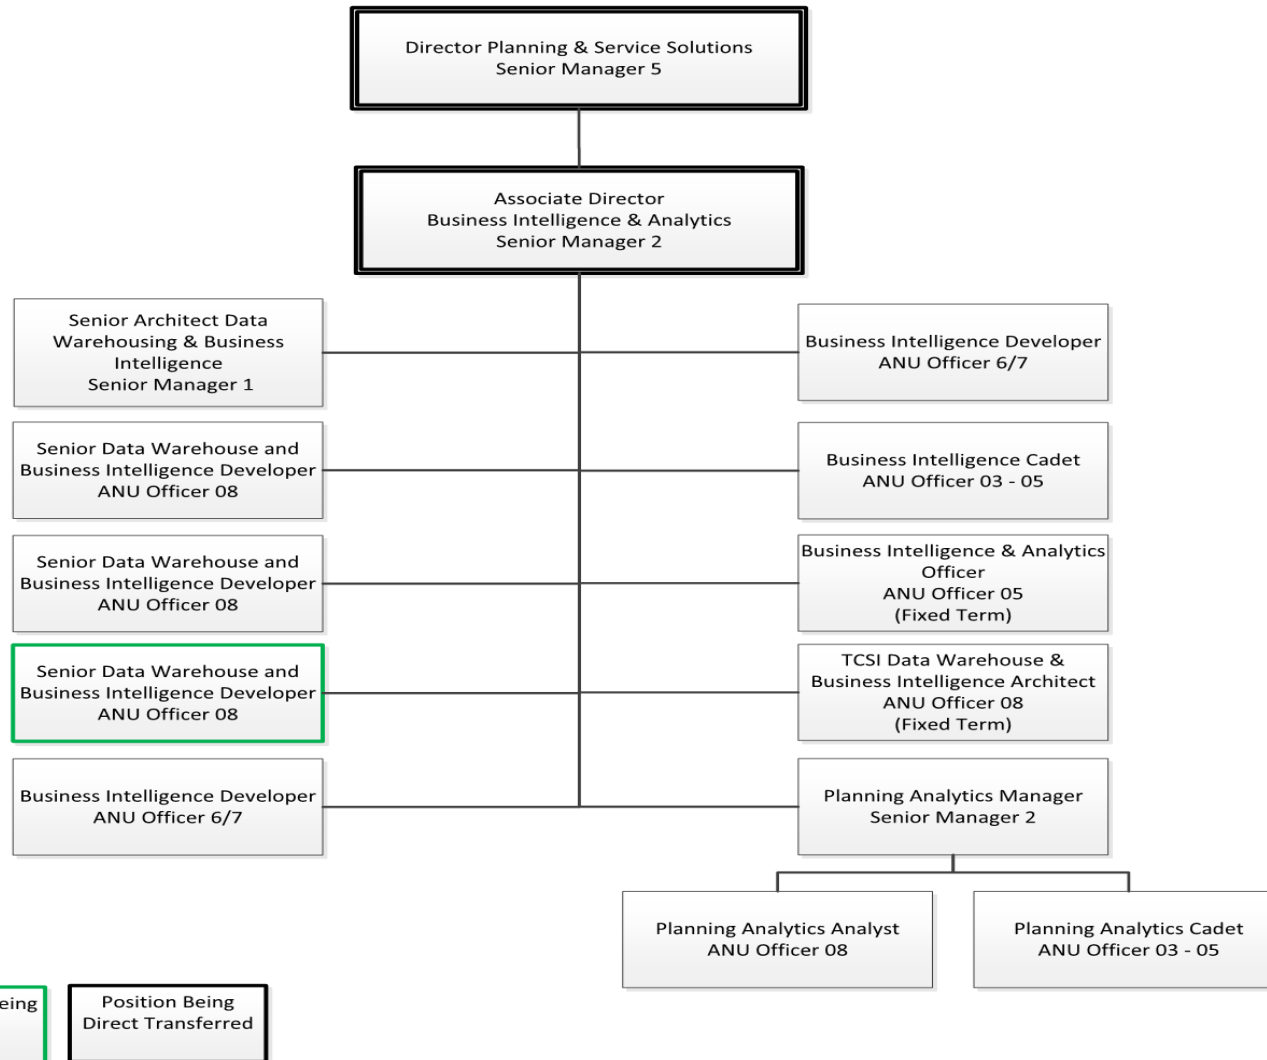 Director Planning & Service Solutions
Senior Manager 5
Associate Director
Business Intelligence & Analytics
Senior Manager 2
Senior Architect Data
Warehousing & Business
Intelligence
Senior Manager 1
Business Intelligence Developer
ANU Officer 6/7
Senior Data Warehouse and
Business Intelligence Developer
ANU Officer 08
Business Intelligence Cadet
ANU Officer 03 - 05
Senior Data Warehouse and
Business Intelligence Developer
ANU Officer 08
Business Intelligence & Analytics
Officer
ANU Officer 05
(Fixed Term)
Senior Data Warehouse and
Business Intelligence Developer
ANU Officer 08
TCSI Data Warehouse &
Business Intelligence Architect
ANU Officer 08
(Fixed Term)
Business Intelligence Developer
ANU Officer 6/7
Planning Analytics Manager
Senior Manager 2
Planning Analytics Analyst
ANU Officer 08
Planning Analytics Cadet
ANU Officer 03 - 05
Position Being
Direct Transferred